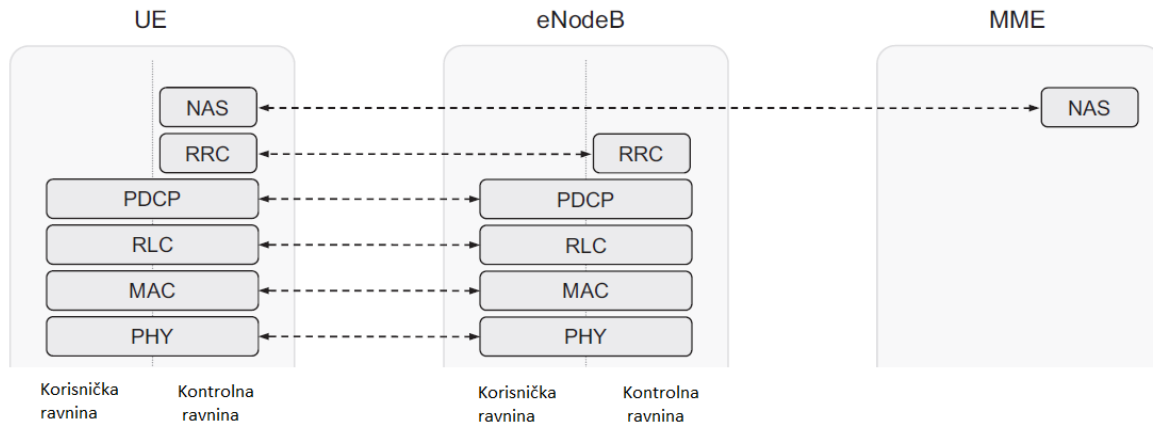 UE
eNodeB
MME
NAS
NAS
RRC
RRC
PDCP
PDCP
RLC
RLC
MAC
MAC
PHY
PHY
Korisnička
ravnina
Kontrolna
ravnina
Korisnička
ravnina
Kontrolna
ravnina